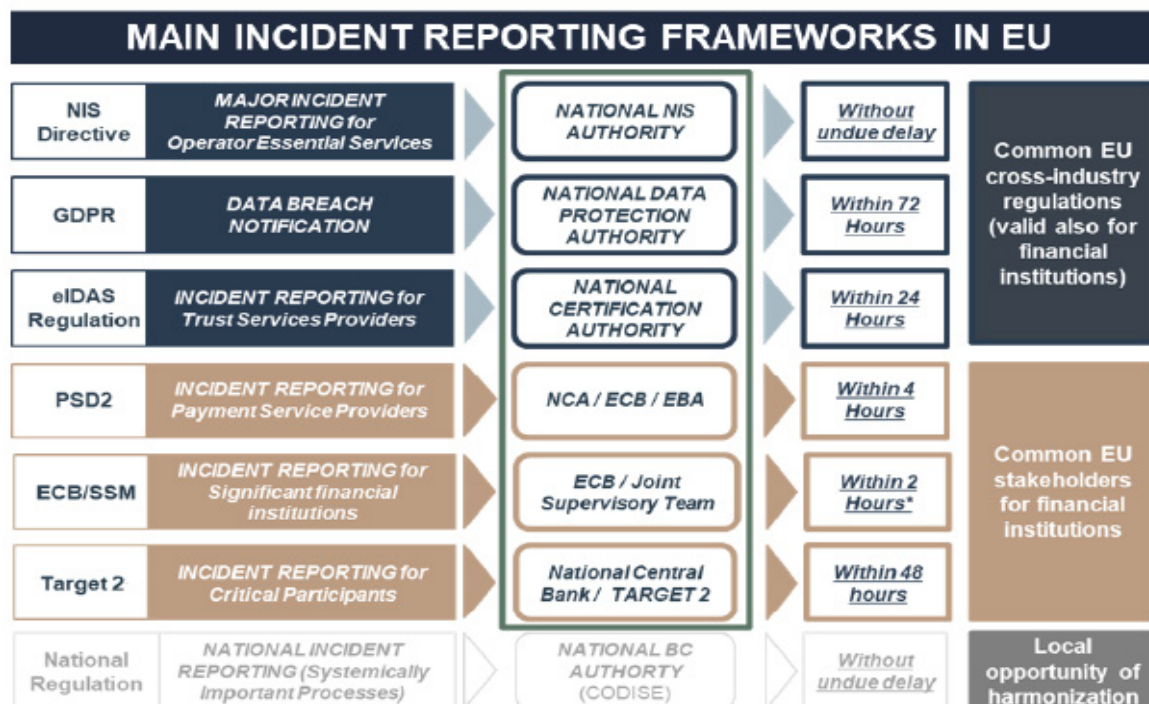 MAIN INCIDENT REPORTING FRAMEWORKS IN EU
NIS
Directive
MAJOR INCIDENT
REPORTING for
Operator Essential Services
NATIONAL NIS
AUTHORITY
Without
undue delay
GDPR
DATA BREACH
NOTIFICATION
NATIONAL DATA
PROTECTION
AUTHORITY
Within 72
Hours
eIDAS
Regulation
INCIDENT REPORTING for
Trust Services Providers
NATIONAL
CERTIFICATION
AUTHORITY
Within 24
Hours
Common EU
cross-industry
regulations
(valid also for
financial
institutions)
PSD2
INCIDENT REPORTING for
Payment Service Providers
NCA / ECB / EBA
Within 4
Hours
ECB/SSM
INCIDENT REPORTING for
Significant financial
institutions
ECB / Joint
Supervisory Team
Within 2
Hours*
Target 2
INCIDENT REPORTING for
Critical Participants
National Central
Bank / TARGET 2
Within 48
hours
Common EU
stakeholders
for financial
institutions
National
Regulation
NATIONAL INCIDENT
REPORTING (Systemically
Important Processes)
NATIONAL BC
AUTHORTY
(CODISE)
Without
undue delay
Local
opportunity of
harmonization